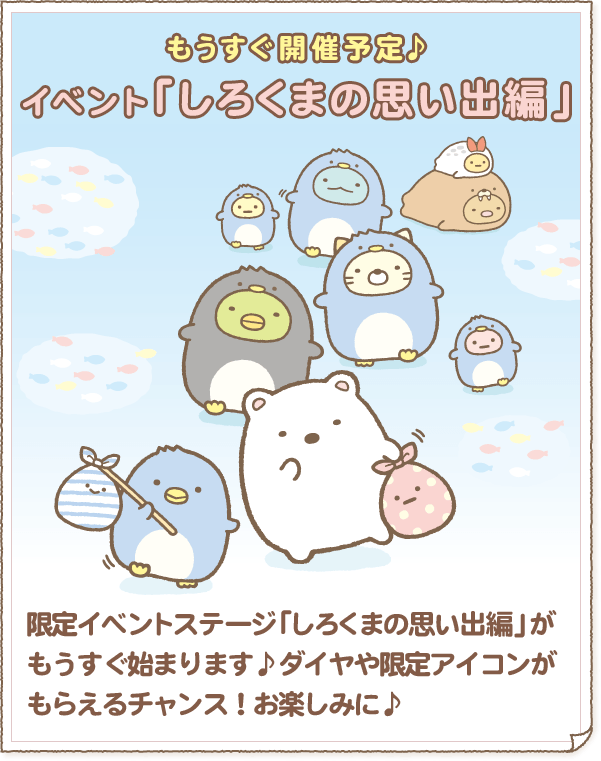 もうすぐ開催予定♪
イベント「しろくまの思い出編」
限定イベントステージ「しろくまの思い出編」が
もうすぐ始まります♪ダイヤや限定アイコンが
もらえるチャンス！お楽しみに♪